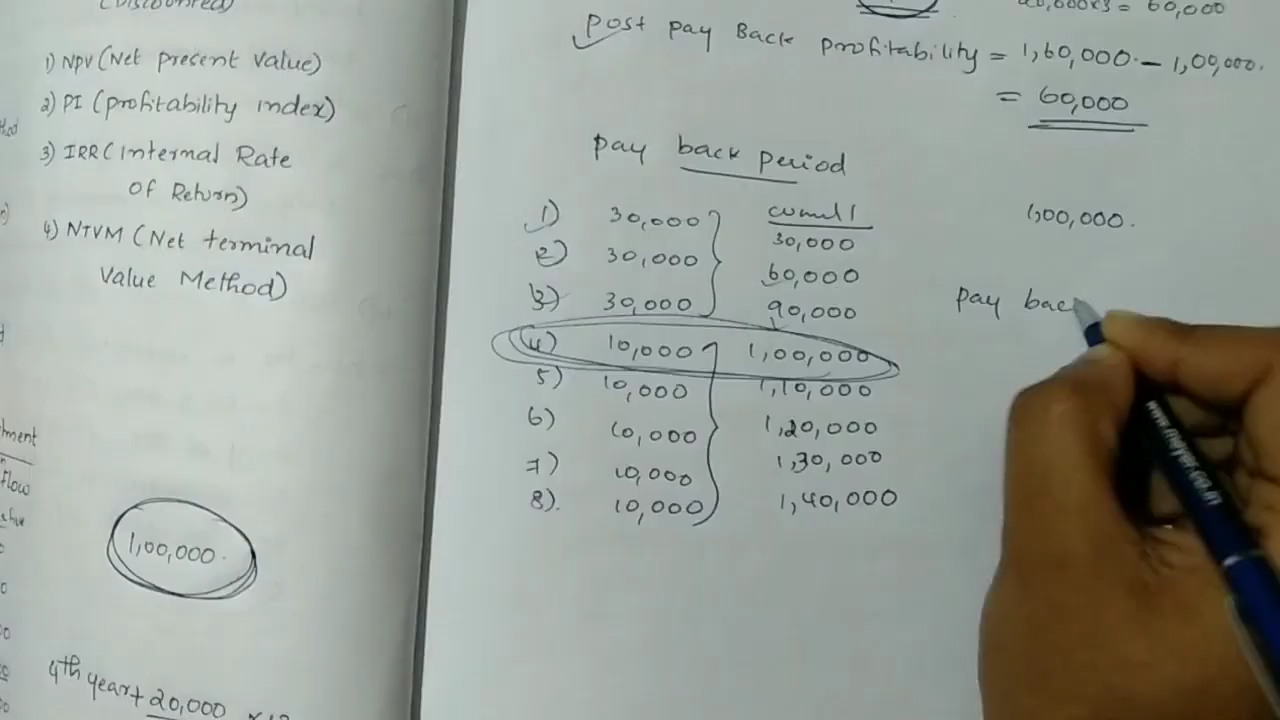 (Discounted)
1) NPV (Net present value)
2) PI (profitability index)
3) IRR (Internal Rate
of Return)
4) NTVM (Net terminal
Value Method)
1,00,000.
4th year + 20,000
= 60,000
Post pay Back profitability = 1,60,000 - 1,00,000.
= 60,000
pay back period
cumul
1) 30,000 30,000
2) 30,000 60,000
3) 30,000 90,000
4) 10,000 1,00,000
5) 10,000 1,10,000
6) 10,000 1,20,000
7) 10,000 1,30,000
8). 10,000 1,40,000
1,00,000.
pay bac